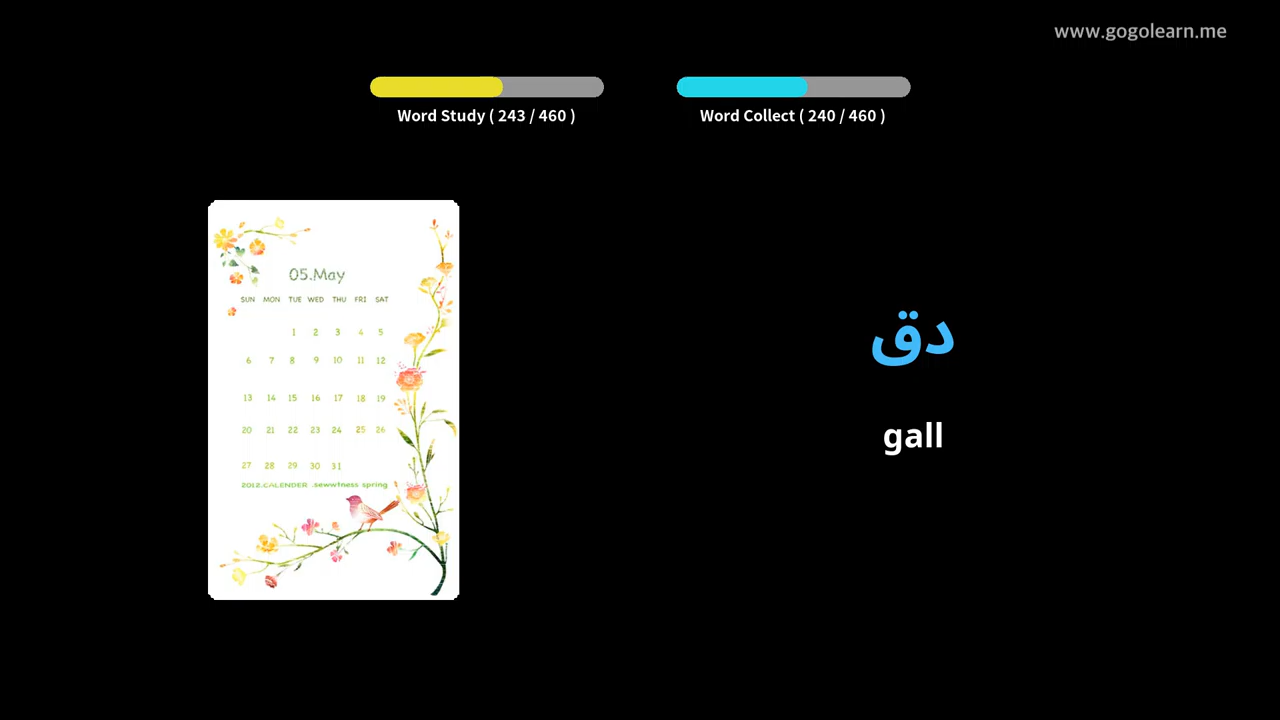 www.gogolearn.me
Word Study ( 243 / 460 )
Word Collect ( 240 / 460 )
05.May
SUN MON TUE WED THU FRI SAT
1 2 3 4 5
6 7 8 9 10 11 12
13 14 15 16 17 18 19
20 21 22 23 24 25 26
27 28 29 30 31
2012.CALENDER .sewwtness spring
دق
gall